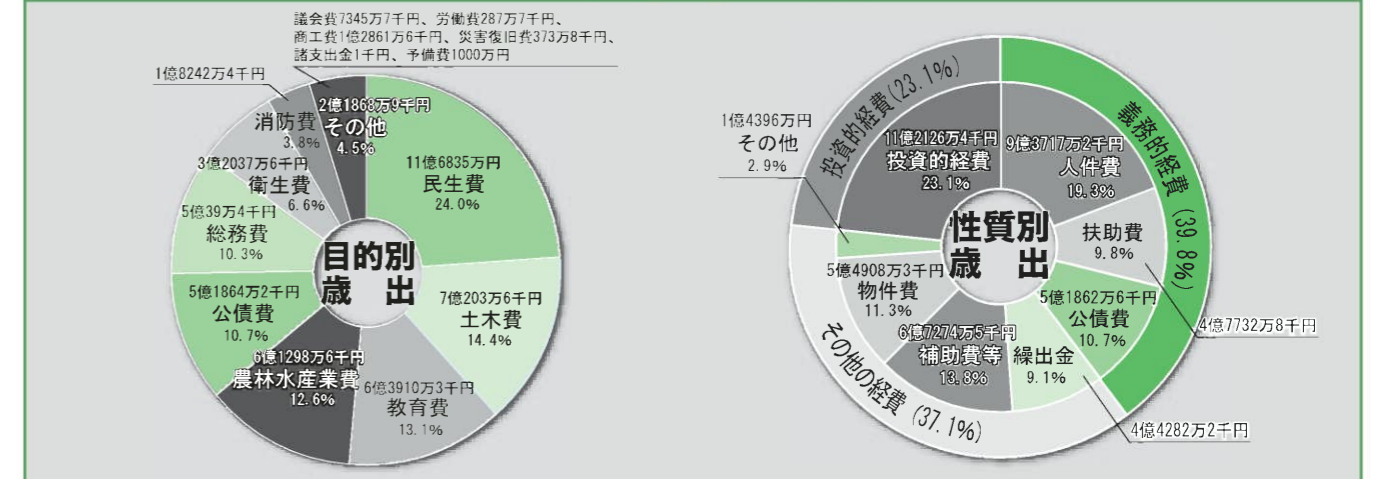 議会費7345万7千円、労働費287万7千円、
商工費1億2861万6千円、災害復旧費373万8千円、
諸支出金1千円、予備費1000万円
1億8242万4千円
消防費
3.8%
2億1868万9千円
その他
4.5%
11億6835万円
民生費
24.0%
3億2037万6千円
衛生費
6.6%
5億39万4千円
総務費
10.3%
目的別
歳出
7億203万6千円
土木費
14.4%
5億1864万2千円
公債費
10.7%
6億1298万6千円
農林水産業費
12.6%
6億3910万3千円
教育費
13.1%
投資的経費(23.1%)
義務的経費(39.8%)
その他の経費(37.1%)
1億4396万円
その他
2.9%
11億2126万4千円
投資的経費
23.1%
9億3717万2千円
人件費
19.3%
性質別
歳出
扶助費
9.8%
4億7732万8千円
5億4908万3千円
物件費
11.3%
5億1862万6千円
公債費
10.7%
6億7274万5千円
補助費等
13.8%
繰出金
9.1%
4億4282万2千円